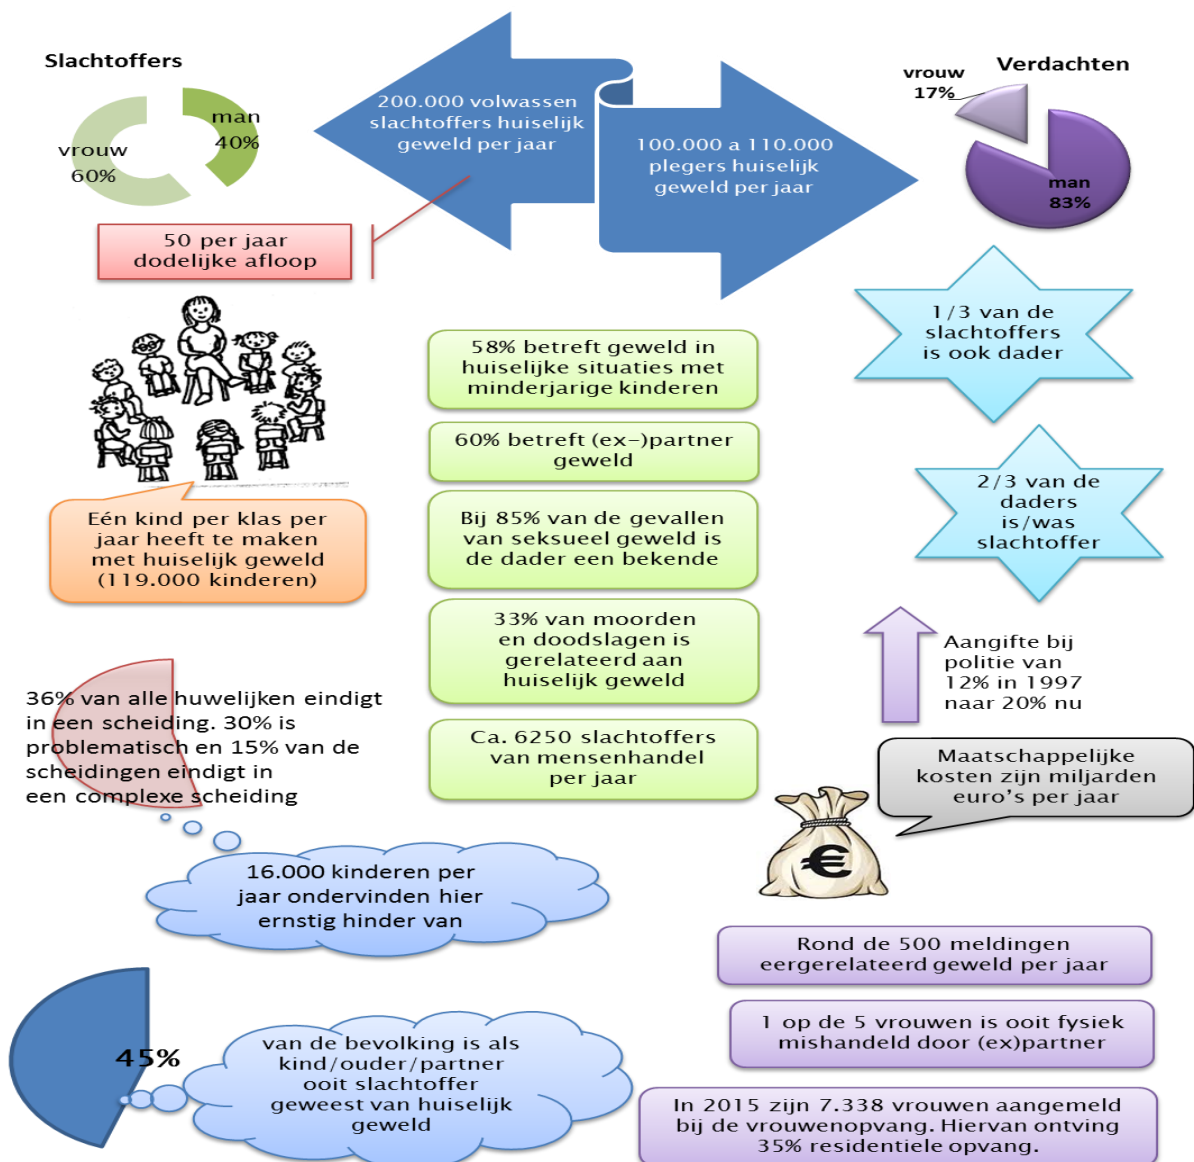 Slachtoffers
man
40%
vrouw
60%
200.000 volwassen
slachtoffers huiselijk
geweld per jaar
100.000 a 110.000
plegers huiselijk
geweld per jaar
Verdachten
vrouw
17%
man
83%
50 per jaar
dodelijke afloop
1/3 van de
slachtoffers
is ook dader
58% betreft geweld in
huiselijke situaties met
minderjarige kinderen
60% betreft (ex-)partner
geweld
2/3 van de
daders
is/was
slachtoffer
Eén kind per klas per
jaar heeft te maken
met huiselijk geweld
(119.000 kinderen)
Bij 85% van de gevallen
van seksueel geweld is
de dader een bekende
33% van moorden
en doodslagen is
gerelateerd aan
huiselijk geweld
Aangifte bij
politie van
12% in 1997
naar 20% nu
36% van alle huwelijken eindigt
in een scheiding. 30% is
problematisch en 15% van de
scheidingen eindigt in
een complexe scheiding
Ca. 6250 slachtoffers
van mensenhandel
per jaar
Maatschappelijke
kosten zijn miljarden
euro's per jaar
€
16.000 kinderen per
jaar ondervinden hier
ernstig hinder van
Rond de 500 meldingen
eergerelateerd geweld per jaar
1 op de 5 vrouwen is ooit fysiek
mishandeld door (ex)partner
45%
van de bevolking is als
kind/ouder/partner
ooit slachtoffer
geweest van huiselijk
geweld
In 2015 zijn 7.338 vrouwen aangemeld
bij de vrouwenopvang. Hiervan ontving
35% residentiele opvang.